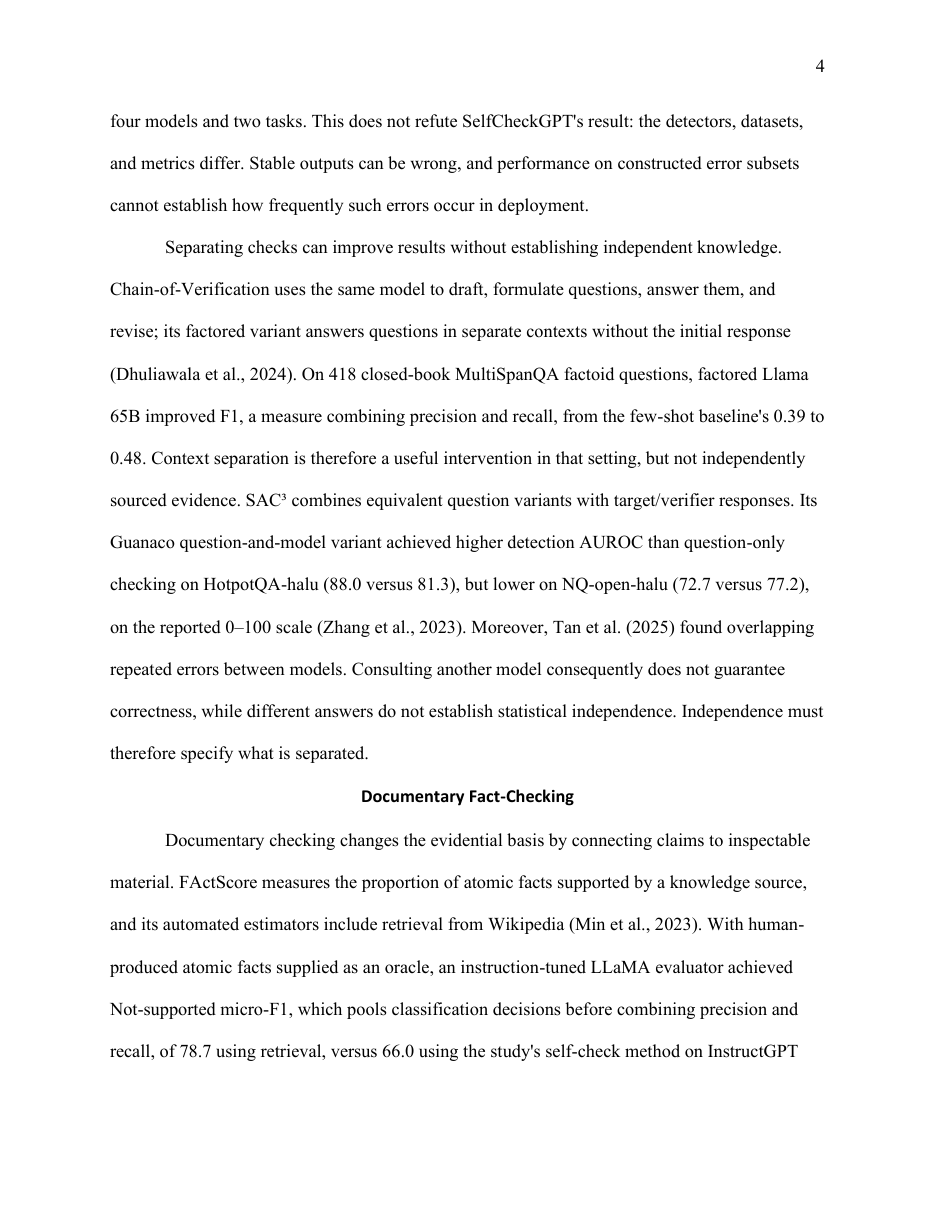 4
four models and two tasks. This does not refute SelfCheckGPT's result: the detectors, datasets,
and metrics differ. Stable outputs can be wrong, and performance on constructed error subsets
cannot establish how frequently such errors occur in deployment.
Separating checks can improve results without establishing independent knowledge.
Chain-of-Verification uses the same model to draft, formulate questions, answer them, and
revise; its factored variant answers questions in separate contexts without the initial response
(Dhuliawala et al., 2024). On 418 closed-book MultiSpanQA factoid questions, factored Llama
65B improved F1, a measure combining precision and recall, from the few-shot baseline's 0.39 to
0.48. Context separation is therefore a useful intervention in that setting, but not independently
sourced evidence. SAC³ combines equivalent question variants with target/verifier responses. Its
Guanaco question-and-model variant achieved higher detection AUROC than question-only
checking on HotpotQA-halu (88.0 versus 81.3), but lower on NQ-open-halu (72.7 versus 77.2),
on the reported 0–100 scale (Zhang et al., 2023). Moreover, Tan et al. (2025) found overlapping
repeated errors between models. Consulting another model consequently does not guarantee
correctness, while different answers do not establish statistical independence. Independence must
therefore specify what is separated.
Documentary Fact-Checking
Documentary checking changes the evidential basis by connecting claims to inspectable
material. FActScore measures the proportion of atomic facts supported by a knowledge source,
and its automated estimators include retrieval from Wikipedia (Min et al., 2023). With human-
produced atomic facts supplied as an oracle, an instruction-tuned LLaMA evaluator achieved
Not-supported micro-F1, which pools classification decisions before combining precision and
recall, of 78.7 using retrieval, versus 66.0 using the study's self-check method on InstructGPT